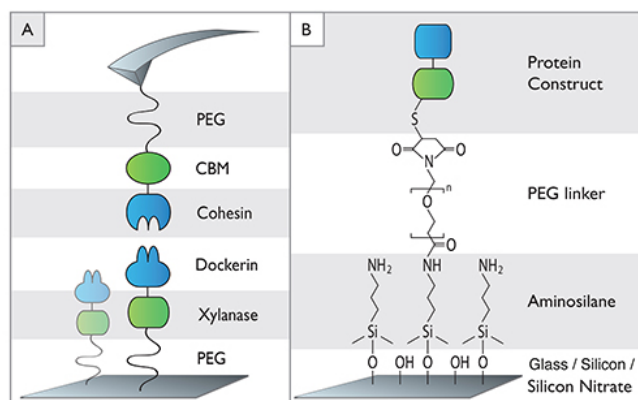 A
PEG
CBM
Cohesin
Dockerin
Xylanase
PEG
B
Protein
Construct
S
O
N
O
n
O
O
PEG linker
NH2
NH
NH2
Aminosilane
Si
Si
Si
O
OH
O
OH
O
Glass / Silicon /
Silicon Nitrate